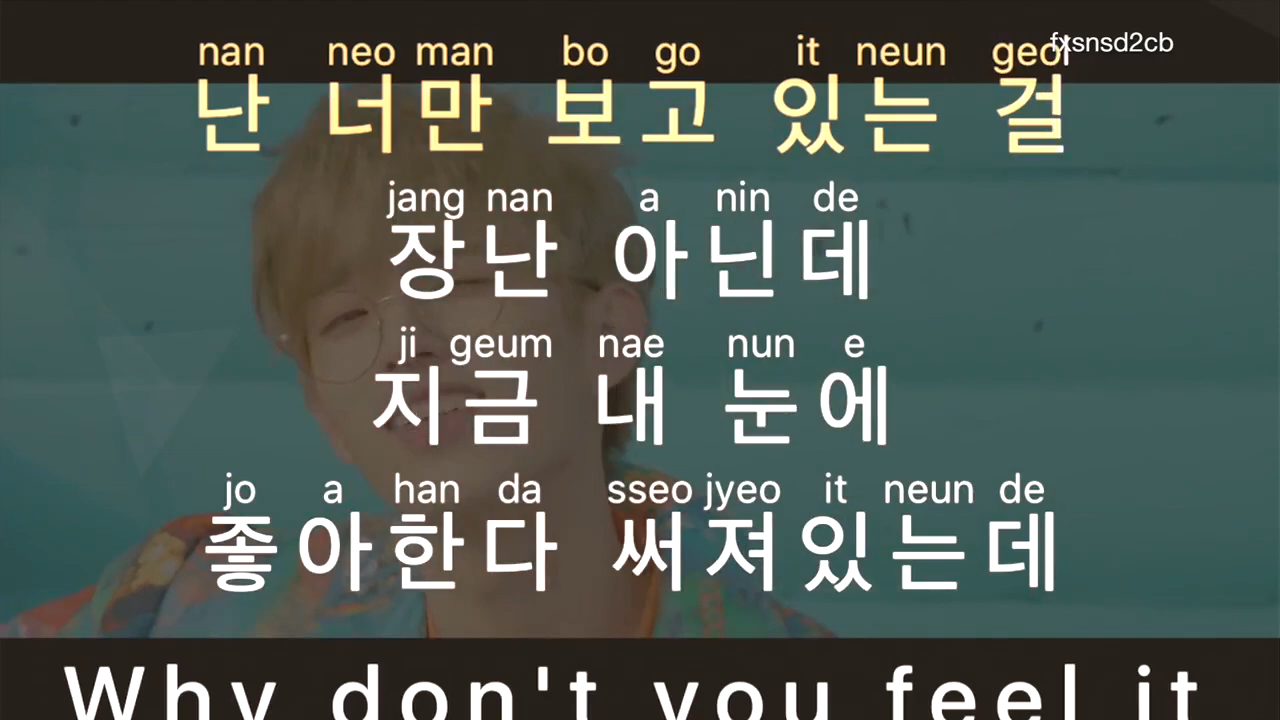 fxsnsd2cb
nan neo man bo go it neun geol
난 너만 보고 있는 걸
jang nan a nin de
장난 아닌데
ji geum nae nun e
지금 내 눈에
jo a han da sseo jyeo it neun de
좋아한다 써져있는데
Why don't you feel it